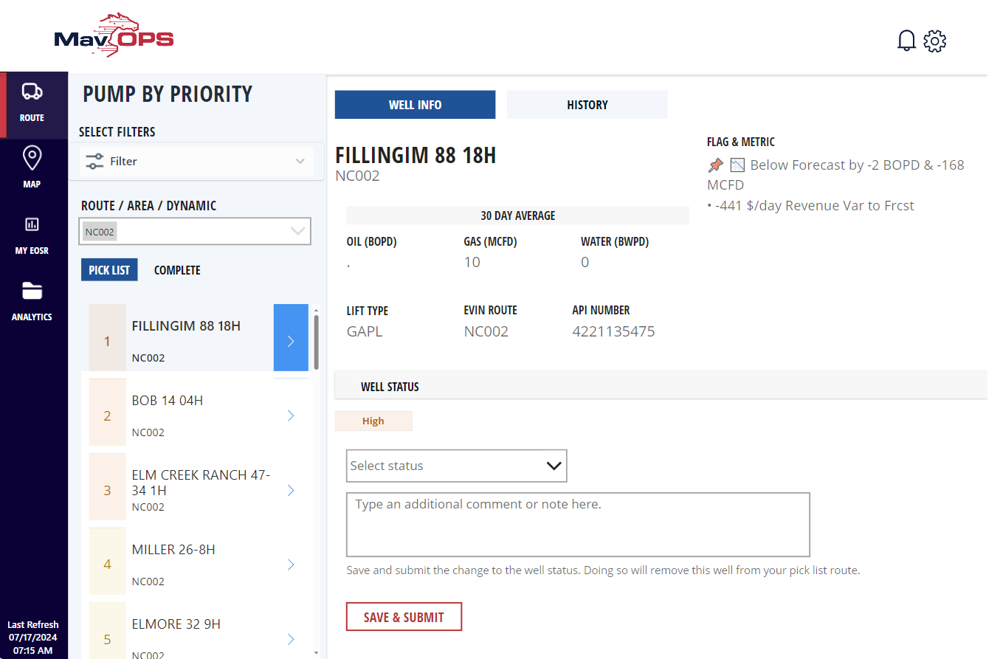 MavOPS
ROUTE
MAP
MY EOSR
ANALYTICS
Last Refresh
07/17/2024
07:15 AM
PUMP BY PRIORITY
SELECT FILTERS
Filter
ROUTE / AREA / DYNAMIC
NC002
PICK LIST COMPLETE
1 FILLINGIM 88 18H
NC002
2 BOB 14 04H
NC002
3 ELM CREEK RANCH 47-
34 1H
NC002
4 MILLER 26-8H
NC002
5 ELMORE 32 9H
NC002
WELL INFO HISTORY
FILLINGIM 88 18H
NC002
FLAG & METRIC
Below Forecast by -2 BOPD & -168
MCFD
• -441 $/day Revenue Var to Frcst
30 DAY AVERAGE
OIL (BOPD) GAS (MCFD) WATER (BWPD)
. 10 0
LIFT TYPE EVIN ROUTE API NUMBER
GAPL NC002 4221135475
WELL STATUS
High
Select status
Type an additional comment or note here.
Save and submit the change to the well status. Doing so will remove this well from your pick list route.
SAVE & SUBMIT